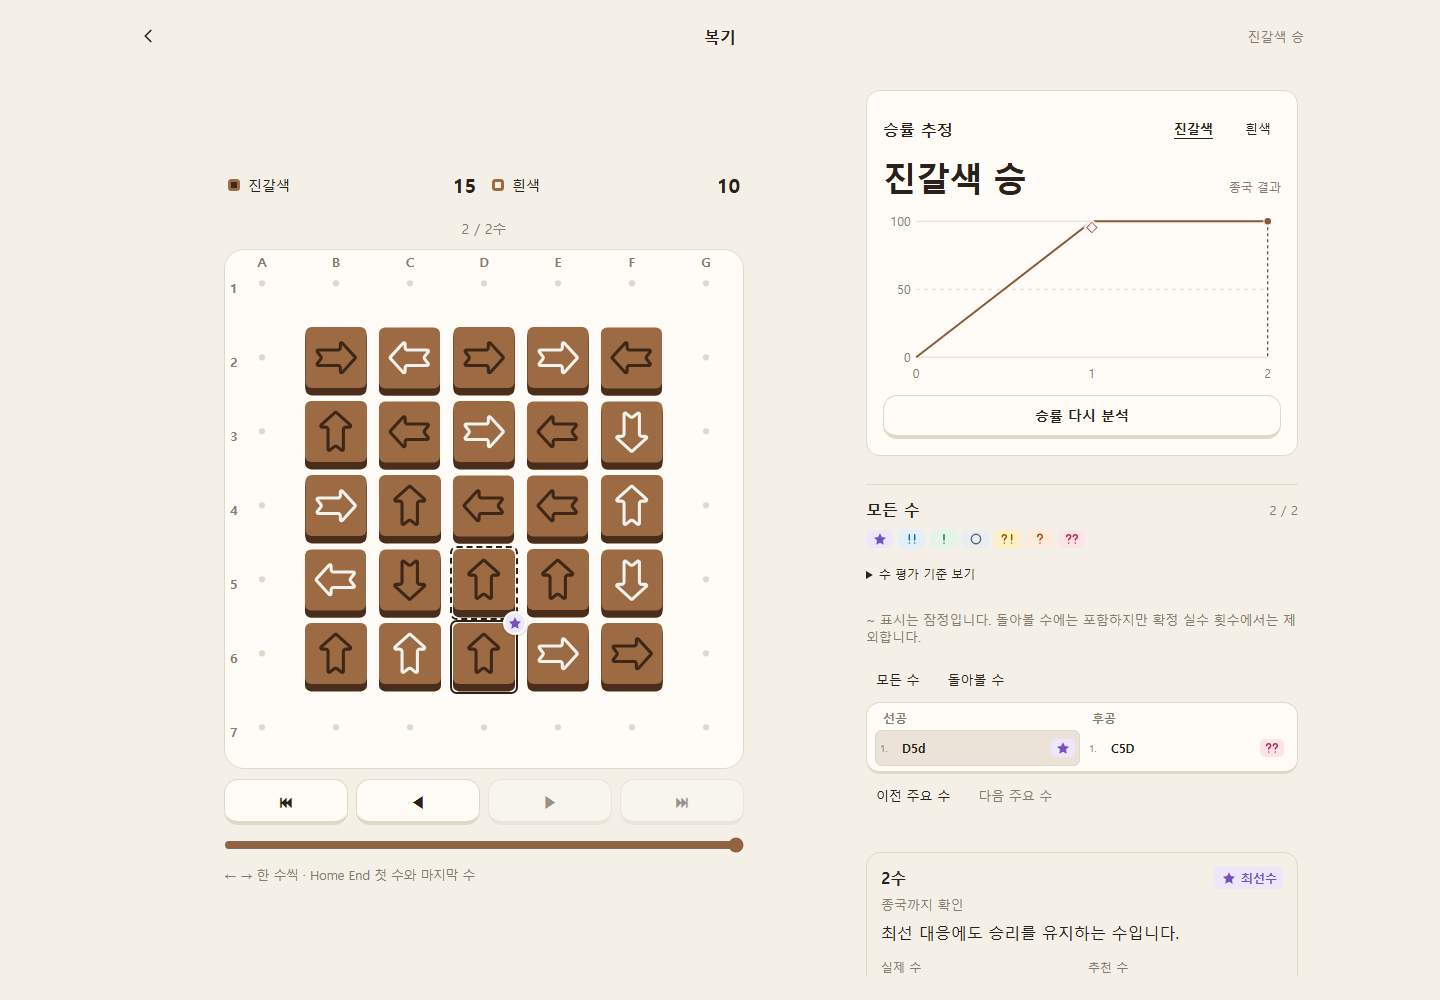 복기
진갈색 승
진갈색 15
흰색 10
2 / 2수
A B C D E F G
1
2
3
4
5
6
7
← → 한 수씩 · Home End 첫 수와 마지막 수
승률 추정
진갈색 흰색
진갈색 승
종국 결과
100
50
0
0 1 2
승률 다시 분석
모든 수
2 / 2
!! ! ?! ? ??
수 평가 기준 보기
~ 표시는 잠정입니다. 돌아볼 수에는 포함하지만 확정 실수 횟수에서는 제
외합니다.
모든 수 돌아볼 수
선공 후공
1. D5d 1. C5D ??
이전 주요 수 다음 주요 수
2수
최선수
종국까지 확인
최선 대응에도 승리를 유지하는 수입니다.
실제 수 추천 수